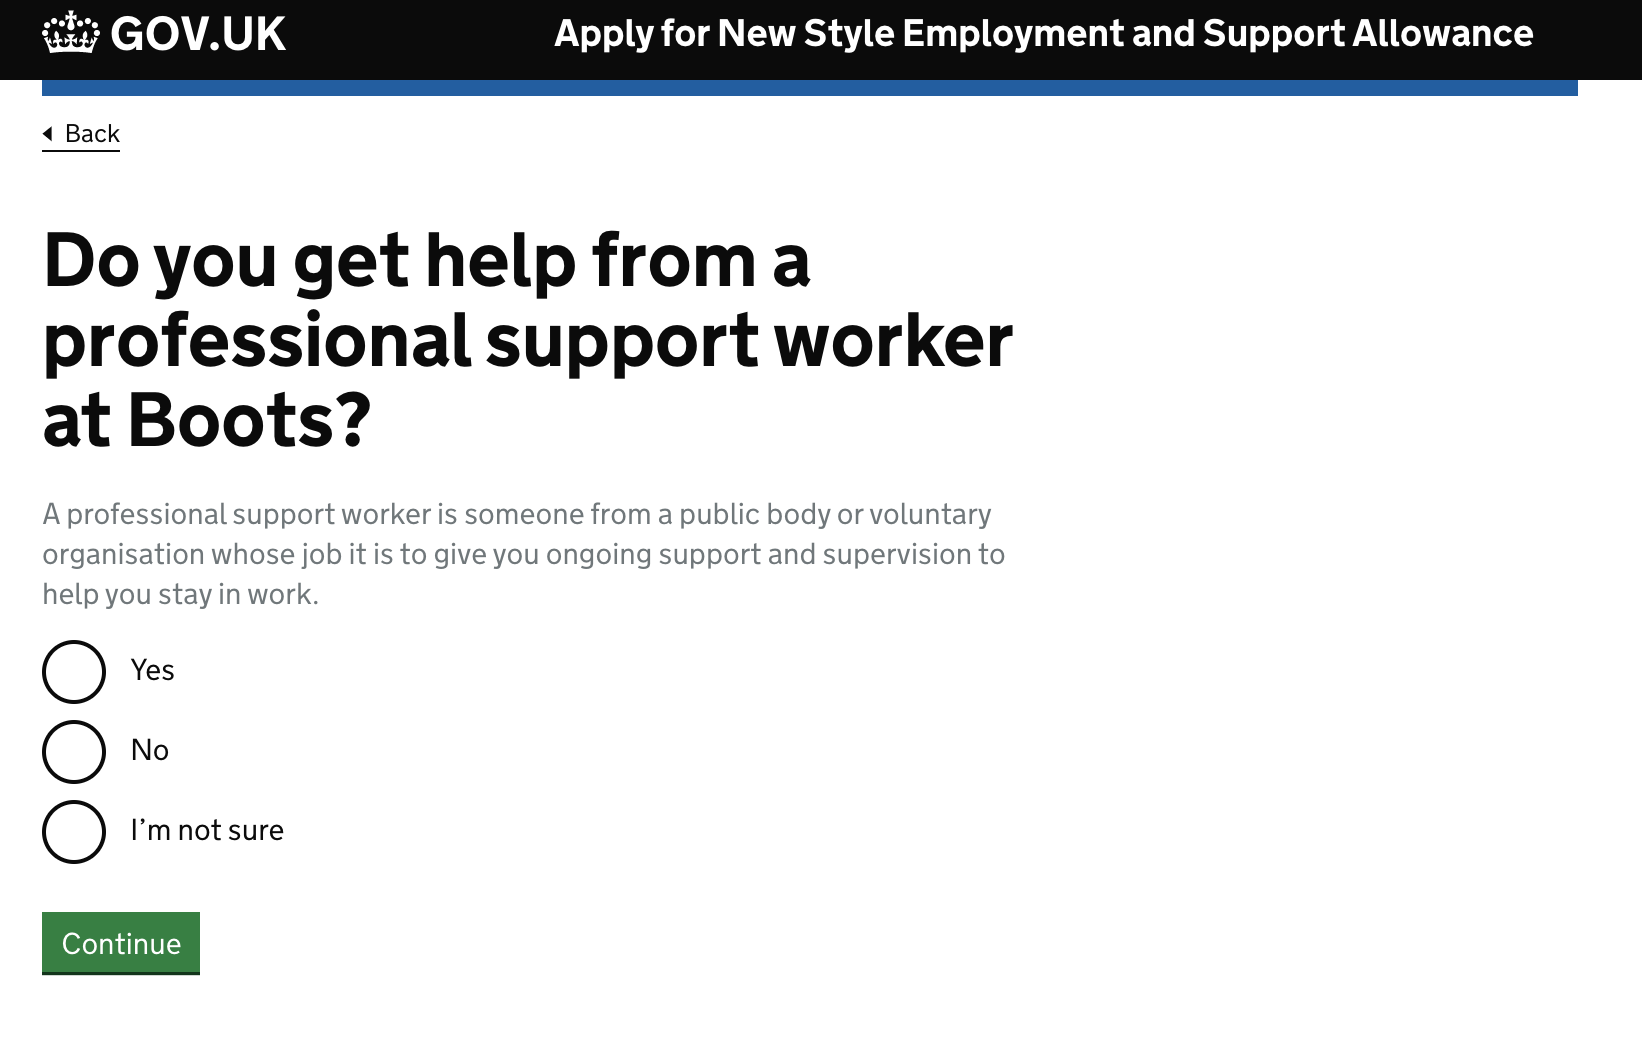 GOV.UK
Apply for New Style Employment and Support Allowance
Back
Do you get help from a
professional support worker
at Boots?
A professional support worker is someone from a public body or voluntary
organisation whose job it is to give you ongoing support and supervision to
help you stay in work.
Yes
No
I’m not sure
Continue